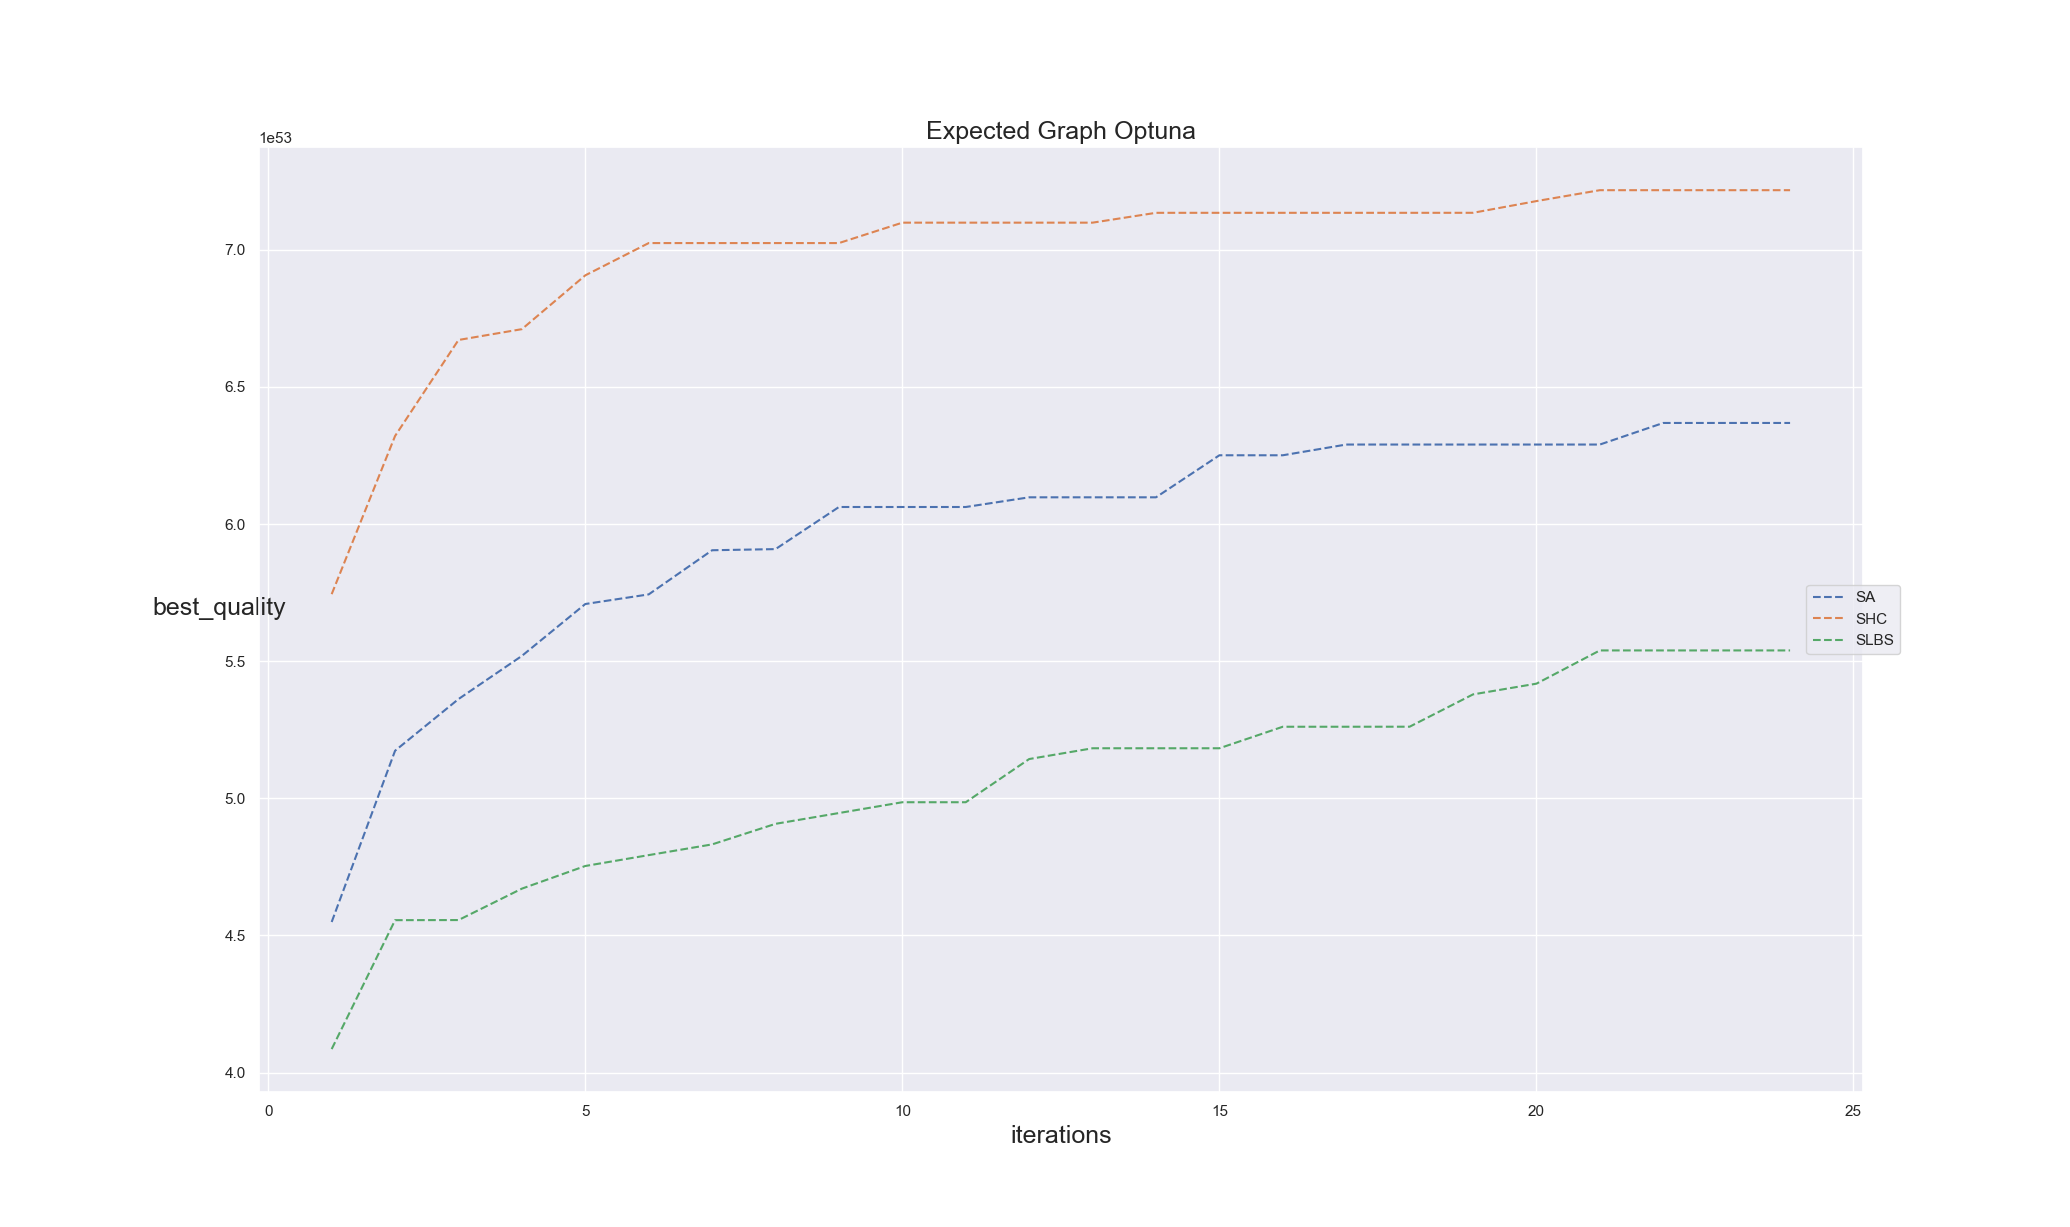 Expected Graph Optuna
1e53
7.0
6.5
6.0
best_quality
5.5
5.0
4.5
4.0
SA
SHC
SLBS
0 5 10 15 20 25
iterations